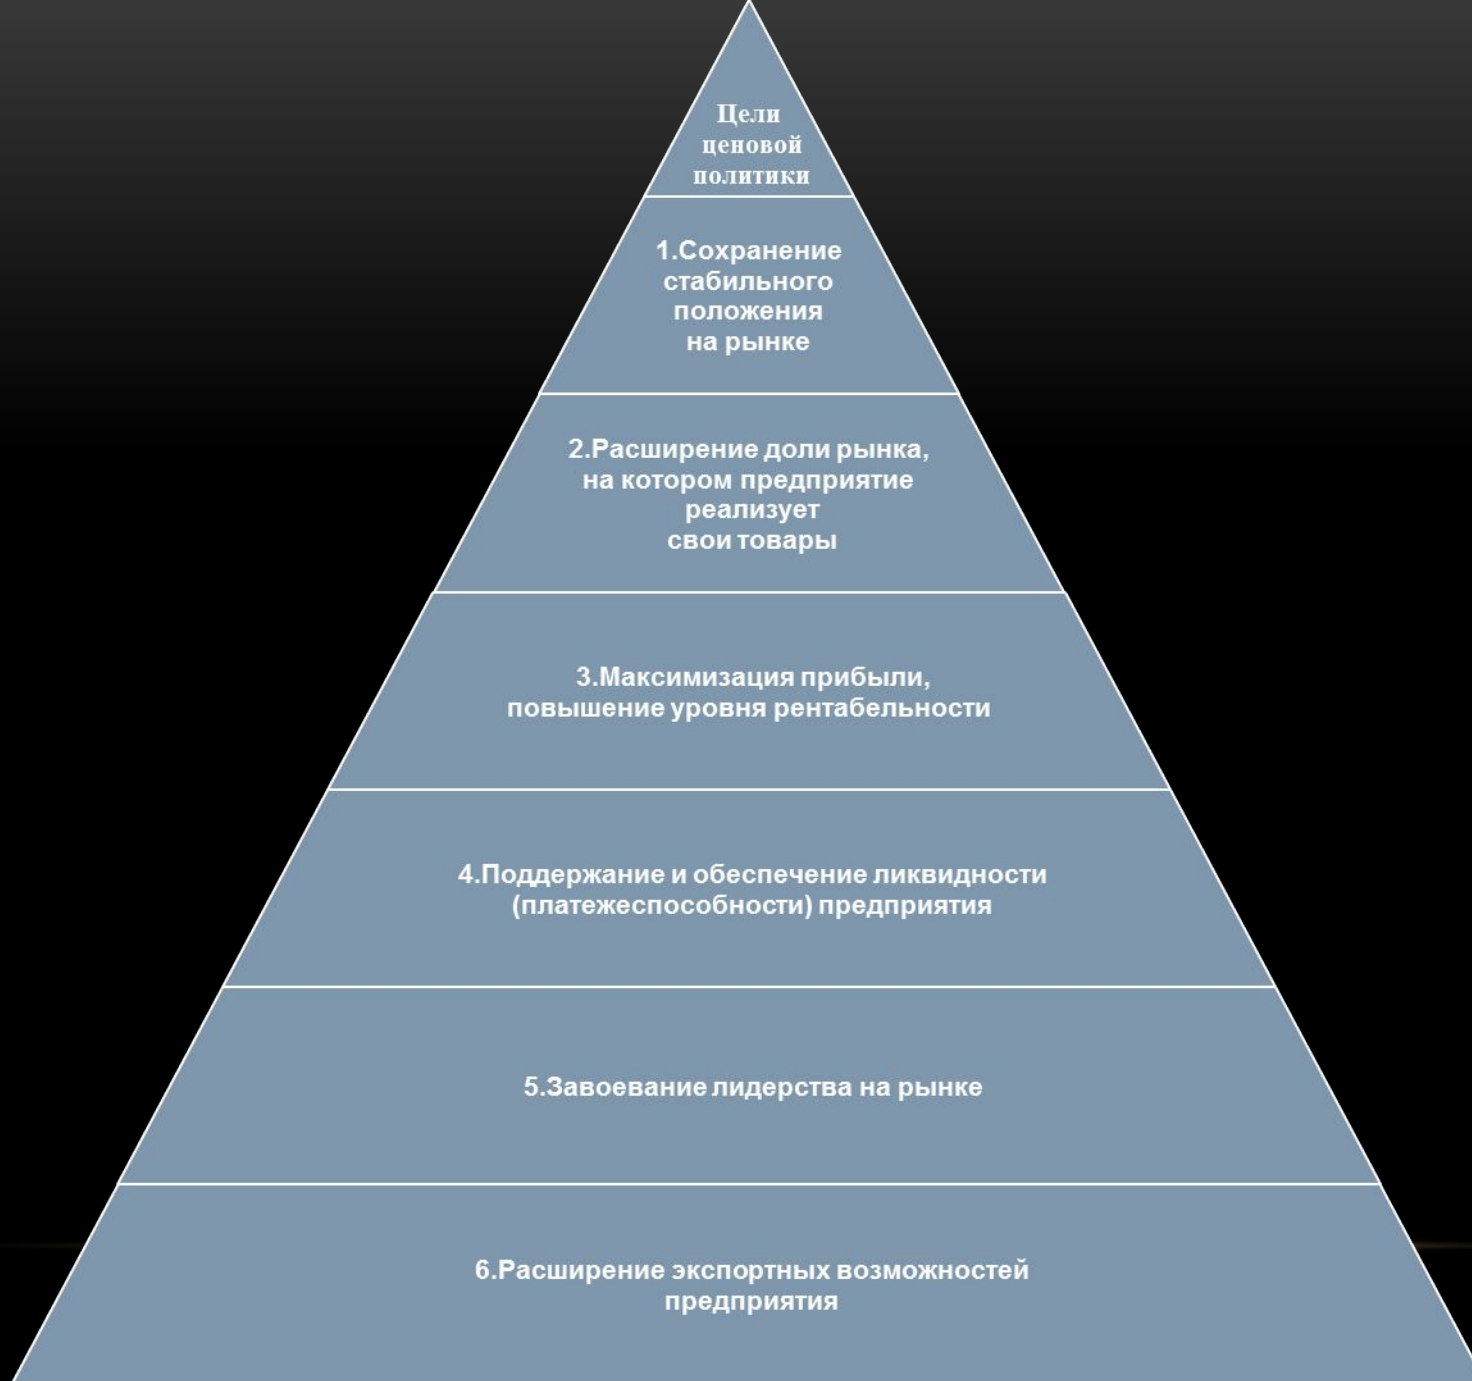 Цели
ценовой
политики
1.Сохранение
стабильного
положения
на рынке
2.Расширение доли рынка,
на котором предприятие
реализует
свои товары
3.Максимизация прибыли,
повышение уровня рентабельности
4.Поддержание и обеспечение ликвидности
(платежеспособности) предприятия
5.Завоевание лидерства на рынке
6.Расширение экспортных возможностей
предприятия